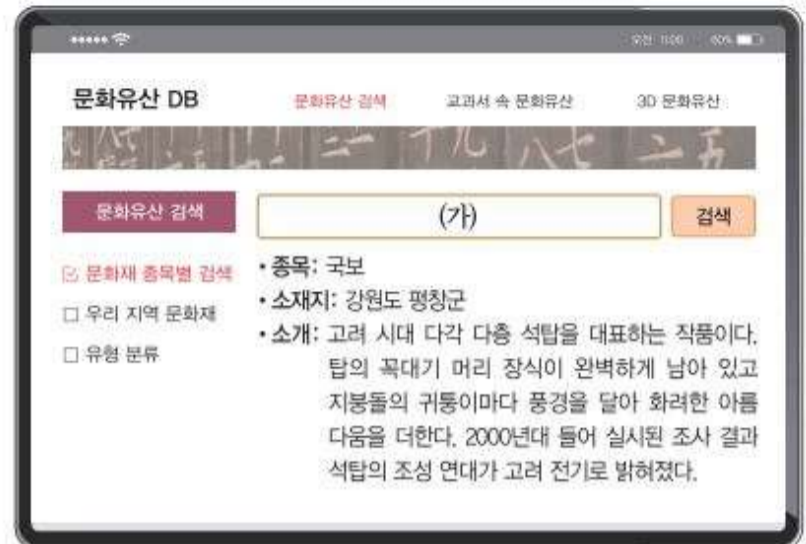 오전 11:00 60%
문화유산 DB 문화유산 검색 교과서 속 문화유산 3D 문화유산
문화유산 검색 (가) 검색
문화재 종목별 검색
우리 지역 문화재
유형 분류
• 종목: 국보
• 소재지: 강원도 평창군
• 소개: 고려 시대 다각 다층 석탑을 대표하는 작품이다.
탑의 꼭대기 머리 장식이 완벽하게 남아 있고
지붕돌의 귀퉁이마다 풍경을 달아 화려한 아름
다움을 더한다. 2000년대 들어 실시된 조사 결과
석탑의 조성 연대가 고려 전기로 밝혀졌다.